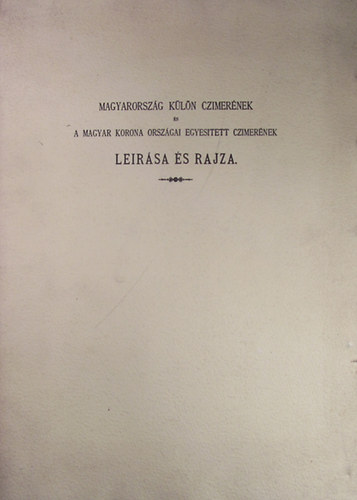 MAGYARORSZÁG KÜLÖN CZIMERÉNEK
ÉS
A MAGYAR KORONA ORSZÁGAI EGYESITETT CZIMERÉNEK
LEIRÁSA ÉS RAJZA.